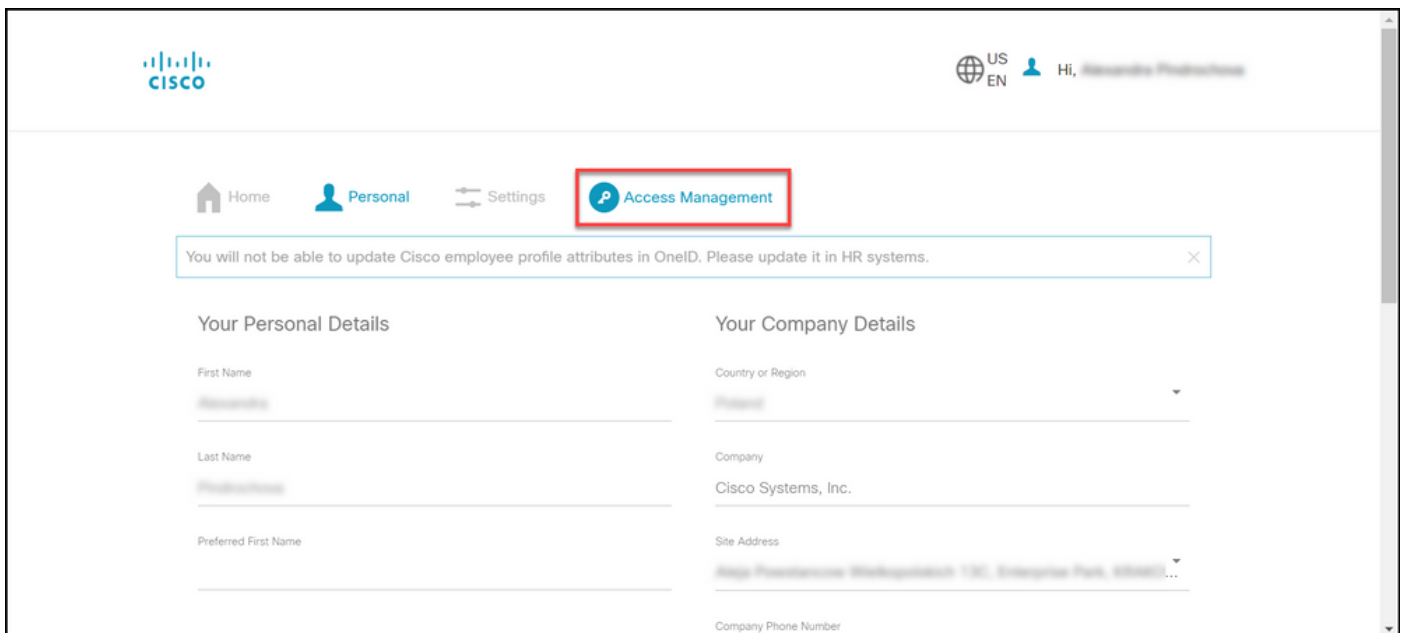 CISCO
US
EN
Hi,
Home
Personal
Settings
Access Management
You will not be able to update Cisco employee profile attributes in OneID. Please update it in HR systems.
Your Personal Details
Your Company Details
First Name
Country or Region
Last Name
Company
Cisco Systems, Inc.
Preferred First Name
Site Address
Company Phone Number